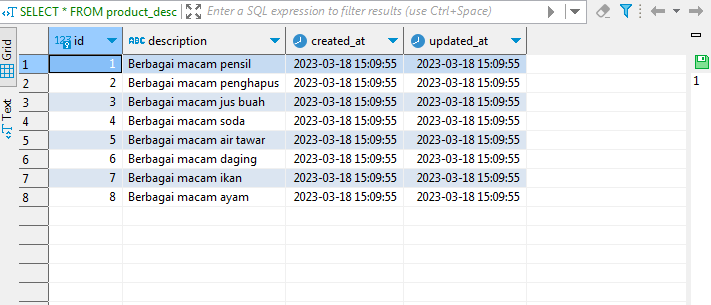 SELECT * FROM product_desc Enter a SQL expression to filter results (use Ctrl+Space)
Grid
Text
123 id ABC description created_at updated_at
1 1 Berbagai macam pensil 2023-03-18 15:09:55 2023-03-18 15:09:55
2 2 Berbagai macam penghapus 2023-03-18 15:09:55 2023-03-18 15:09:55
3 3 Berbagai macam jus buah 2023-03-18 15:09:55 2023-03-18 15:09:55
4 4 Berbagai macam soda 2023-03-18 15:09:55 2023-03-18 15:09:55
5 5 Berbagai macam air tawar 2023-03-18 15:09:55 2023-03-18 15:09:55
6 6 Berbagai macam daging 2023-03-18 15:09:55 2023-03-18 15:09:55
7 7 Berbagai macam ikan 2023-03-18 15:09:55 2023-03-18 15:09:55
8 8 Berbagai macam ayam 2023-03-18 15:09:55 2023-03-18 15:09:55
1